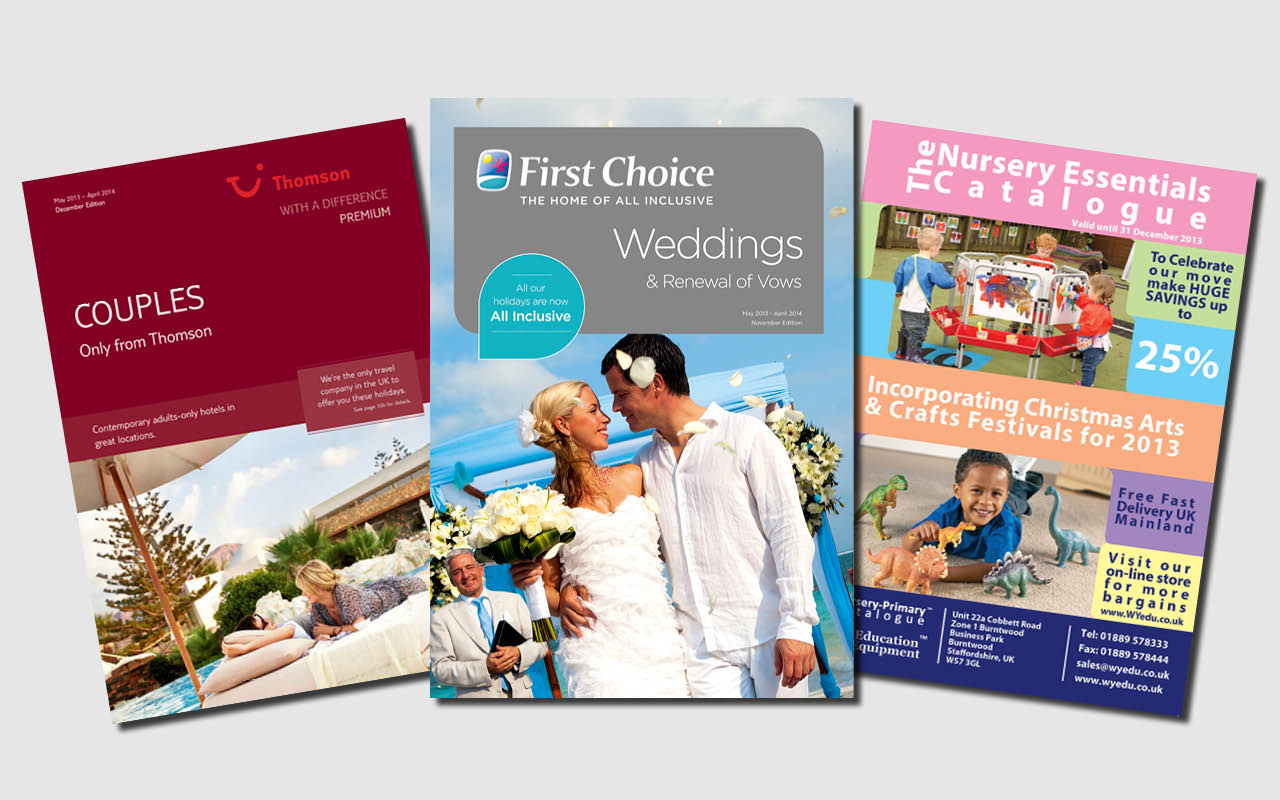 May 2013 – April 2014
December Edition
Thomson
WITH A DIFFERENCE
PREMIUM
COUPLES
Only from Thomson
We're the only travel
company in the UK to
offer you these holidays.
See page 106 for details.
Contemporary adults-only hotels in
great locations.
First Choice
THE HOME OF ALL INCLUSIVE
Weddings
& Renewal of Vows
All our
holidays are now
All Inclusive
May 2013 - April 2014
November Edition
The Nursery Essentials
Catalogue
Valid until 31 December 2013
To Celebrate
our move
make HUGE
SAVINGS up
to
25%
Incorporating Christmas Arts
& Crafts Festivals for 2013
Free Fast
Delivery UK
Mainland
Visit our
on-line store
for more
bargains
www.WYedu.co.uk
rsery-Primary™
talogue
Education™
Equipment
Unit 22a Cobbett Road
Zone 1 Burntwood
Business Park
Burntwood
Staffordshire, UK
WS7 3GL
Tel: 01889 578333
Fax: 01889 578444
sales@wyedu.co.uk
www.wyedu.co.uk